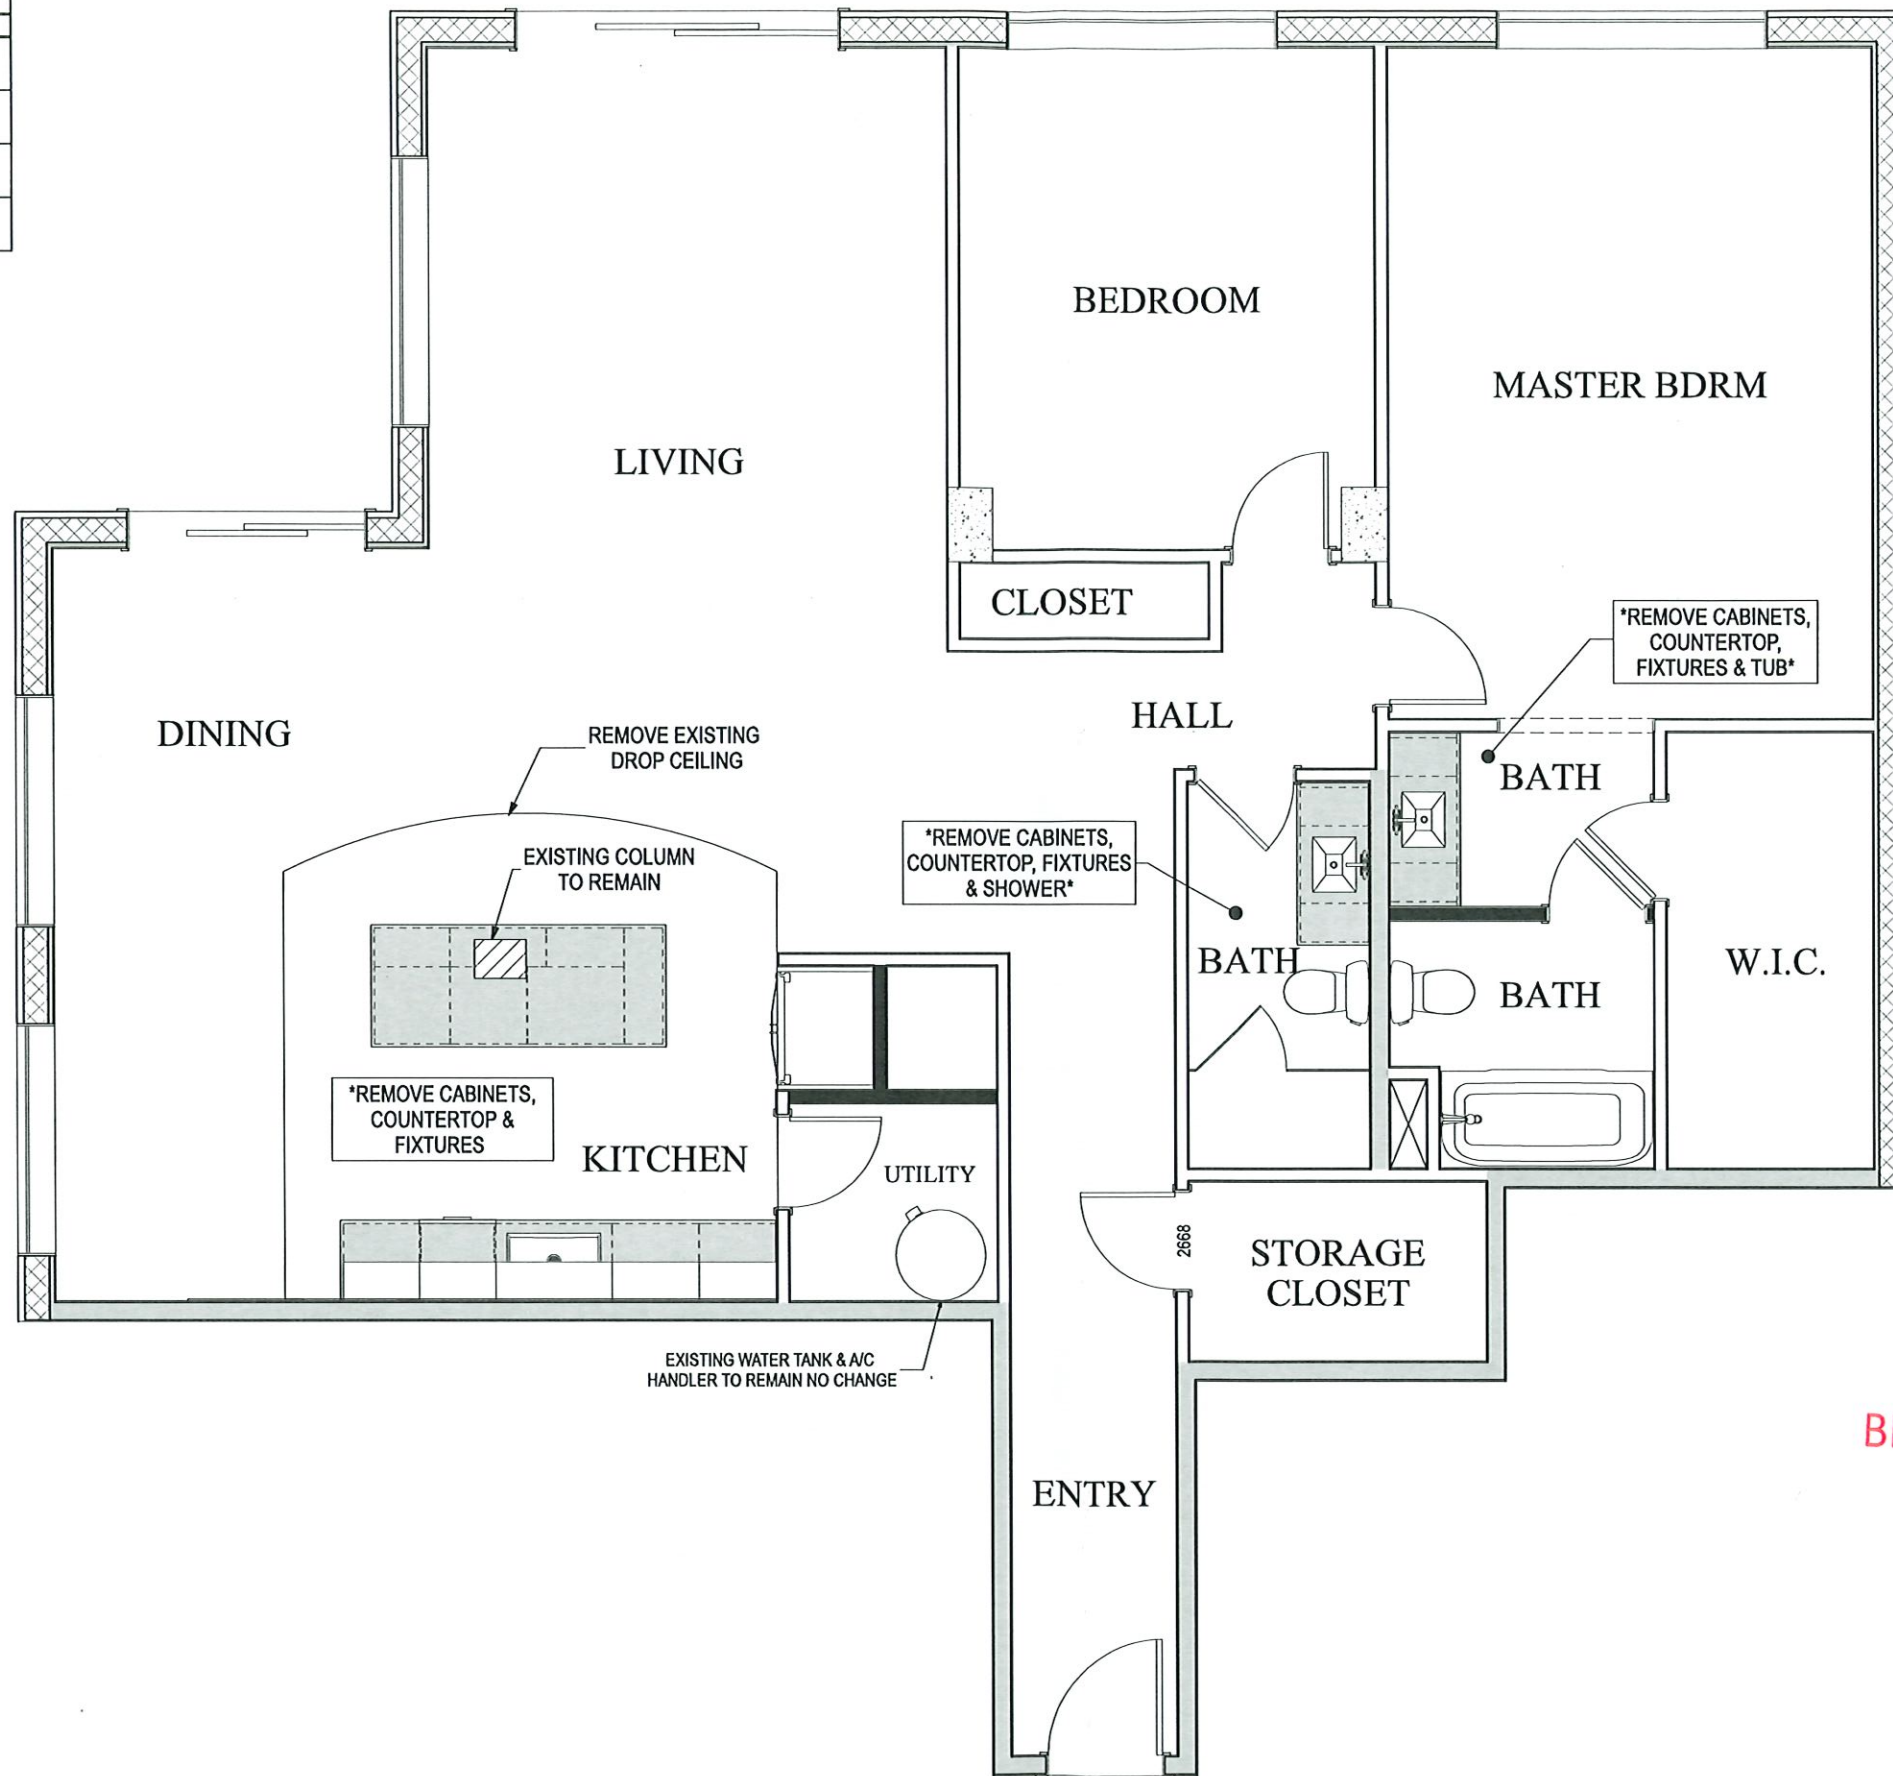 BEDROOM
MASTER BDRM
LIVING
CLOSET
*REMOVE CABINETS,
COUNTERTOP,
FIXTURES & TUB*
HALL
DINING
REMOVE EXISTING
DROP CEILING
BATH
*REMOVE CABINETS,
COUNTERTOP, FIXTURES
& SHOWER*
EXISTING COLUMN
TO REMAIN
BATH
W.I.C.
BATH
*REMOVE CABINETS,
COUNTERTOP &
FIXTURES
KITCHEN
UTILITY
2668
STORAGE
CLOSET
EXISTING WATER TANK & A/C
HANDLER TO REMAIN NO CHANGE
ENTRY